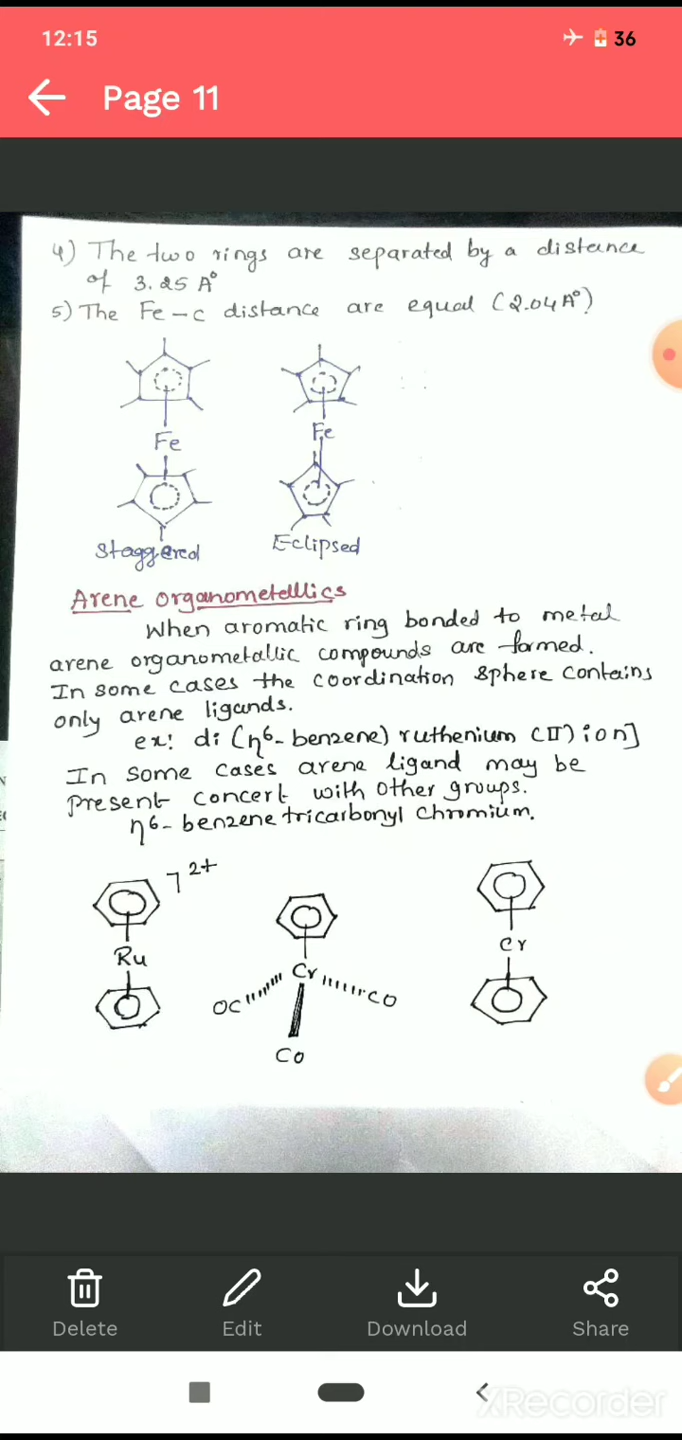 12:15
36
Page 11
4) The two rings are separated by a distance
of 3.25 A°
5) The Fe-c distance are equal (2.04A°)
Fe
Fe
Staggered
Eclipsed
Arene organometelllics
When aromatic ring bonded to metal
arene organometallic compounds are formed.
In some cases the coordination sphere contains
only arene ligands.
ex: di (η6- benzene) ruthenium (II) ion]
In some cases arene ligand may be
present concert with other groups.
η6- benzene tricarbonyl chromium.
7 2+
Ru
Cr
OC
CO
Co
Cr
Delete
Edit
Download
Share
XRecorder